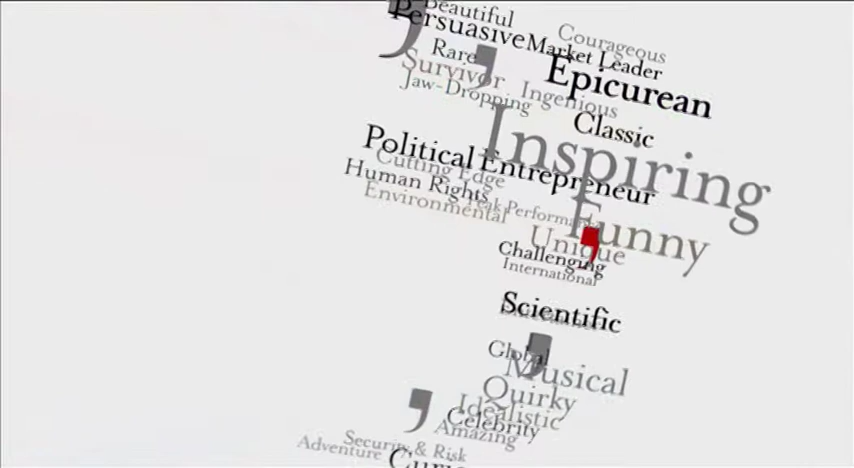 Beautiful
Persuasive
Courageous
Market Leader
Rare
Survivor
Epicurean
Jaw-Dropping
Ingenious
Classic
Inspiring
Political
Entrepreneur
Cutting Edge
Human Rights
Environmental
Peak Performance
Funny
Unique
Challenging
International
Scientific
Global
Musical
Quirky
Idealistic
Celebrity
Amazing
Security & Risk
Adventure